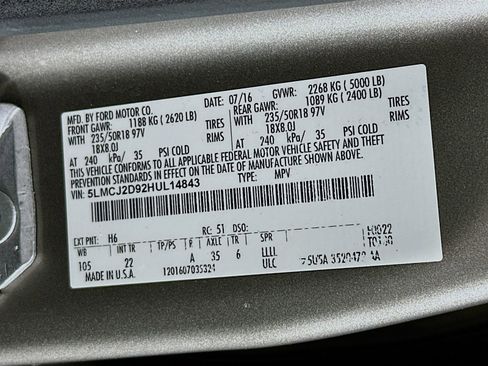 MFD. BY FORD MOTOR CO. DATE: 07/16 GVWR: 2268 KG ( 5000 LB)
FRONT GAWR: 1188 KG ( 2620 LB) REAR GAWR: 1089 KG ( 2400 LB)
WITH 235/50R18 97V TIRES WITH 235/50R18 97V TIRES
18X8.0J RIMS 18X8.0J RIMS
AT 240 kPa/ 35 PSI COLD AT 240 kPa/ 35 PSI COLD
THIS VEHICLE CONFORMS TO ALL APPLICABLE FEDERAL MOTOR VEHICLE SAFETY AND THEFT PREVENTION STANDARDS IN EFFECT ON THE DATE OF MANUFACTURE SHOWN ABOVE.
VIN: 5LMCJ2D92HUL14843 TYPE: MPV
EXT PNT: H6 RC: 51 DSO:
WB INT TR TP/PS R AXLE TR SPR
105 22 A 35 6 LLLL
MADE IN U.S.A. 1201607035324 ULC